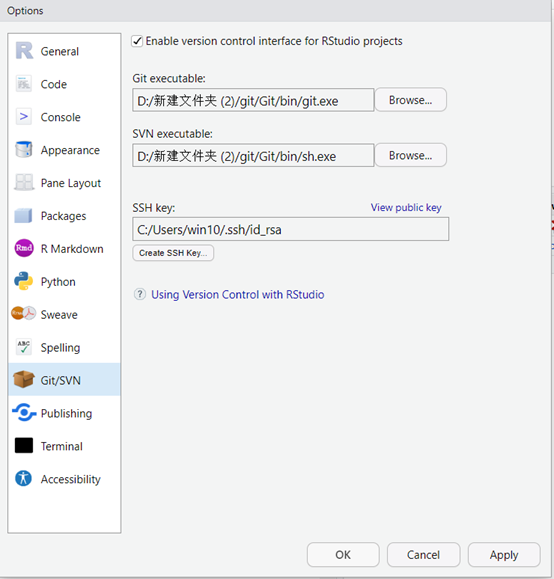 Options
General
Code
Console
Appearance
Pane Layout
Packages
Rmd R Markdown
Python
Sweave
ABC Spelling
Git/SVN
Publishing
Terminal
Accessibility
Enable version control interface for RStudio projects
Git executable:
D:/新建文件夹 (2)/git/Git/bin/git.exe Browse...
SVN executable:
D:/新建文件夹 (2)/git/Git/bin/sh.exe Browse...
SSH key: View public key
C:/Users/win10/.ssh/id_rsa
Create SSH Key...
? Using Version Control with RStudio
OK Cancel Apply